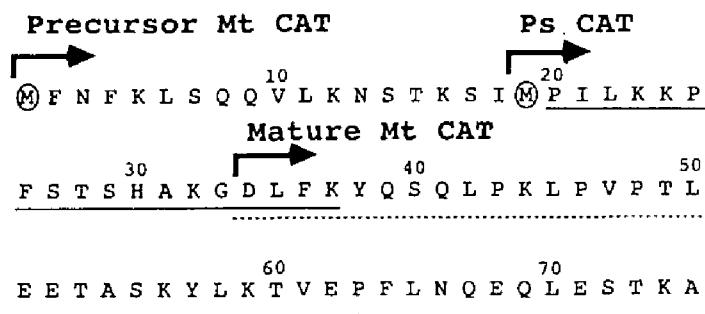 Precursor Mt CAT Ps CAT
10 20
M F N F K L S Q Q V L K N S T K S I M P I L K K P
Mature Mt CAT
30 40 50
F S T S H A K G D L F K Y Q S Q L P K L P V P T L
60 70
E E T A S K Y L K T V E P F L N Q E Q L E S T K A